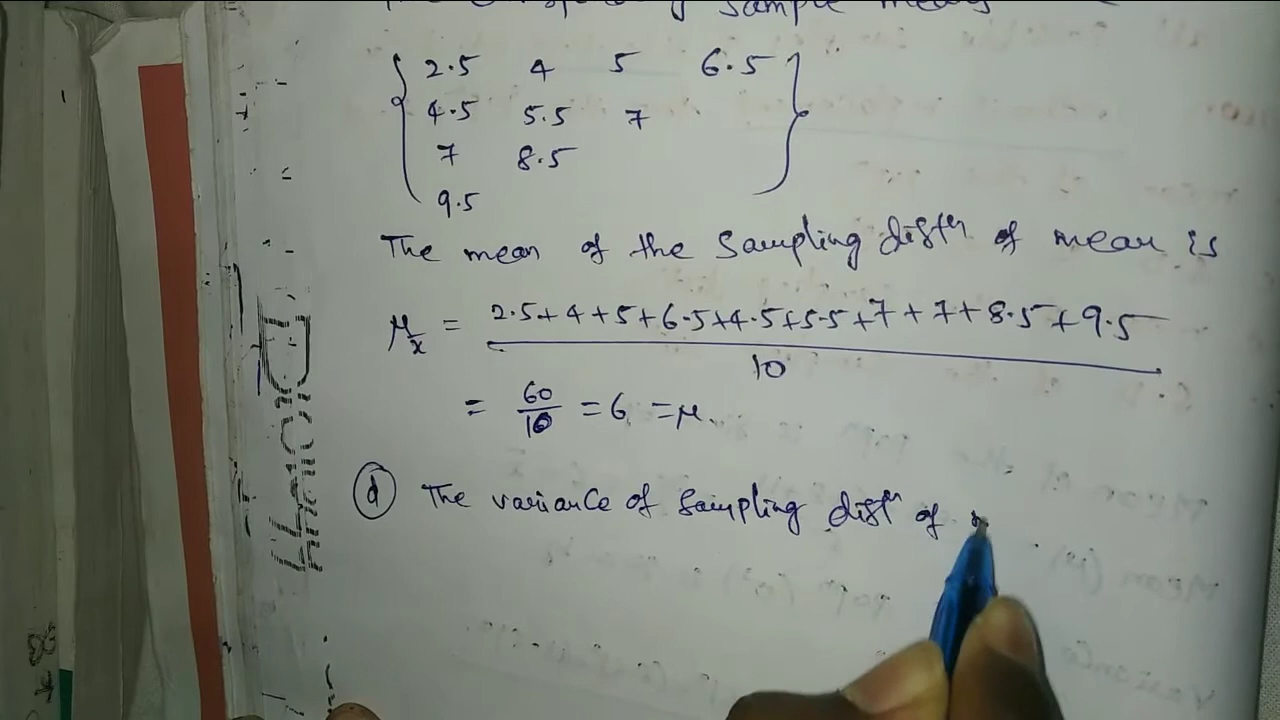 sample means
2.5 4 5 6.5
4.5 5.5 7
7 8.5
9.5
The mean of the Sampling distn of mean is
μx̄ = 2.5+4+5+6.5+4.5+5.5+7+7+8.5+9.5
10
= 60/10 = 6 = μ.
(d) The variance of sampling distn of